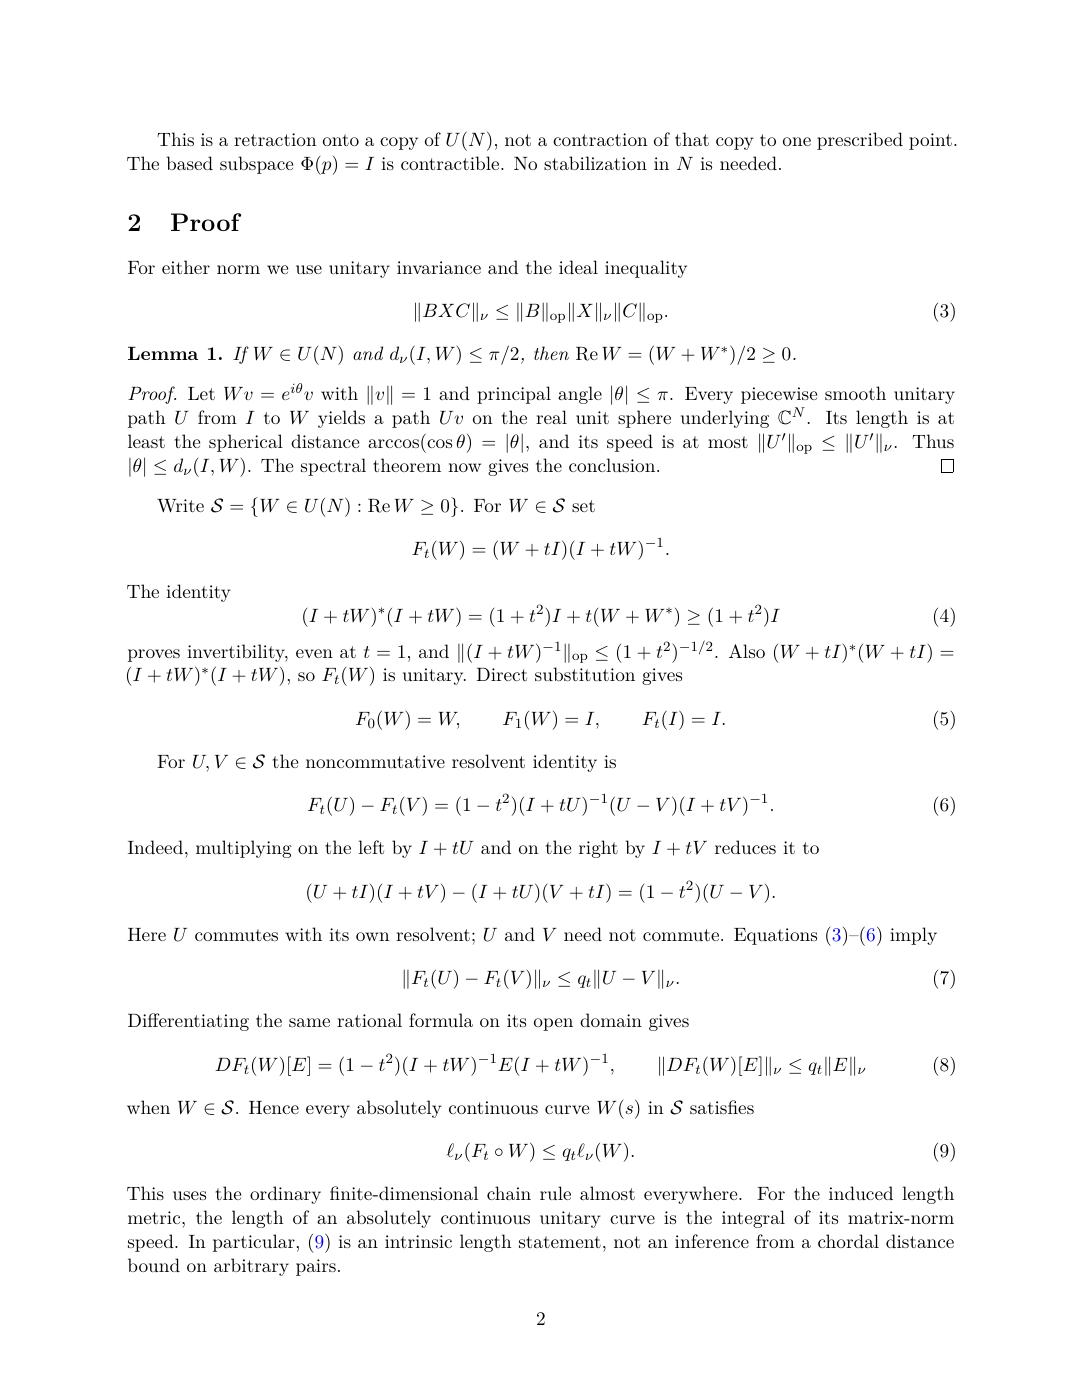 This is a retraction onto a copy of U(N), not a contraction of that copy to one prescribed point.
The based subspace Φ(p) = I is contractible. No stabilization in N is needed.
2 Proof
For either norm we use unitary invariance and the ideal inequality
‖BXC‖_ν ≤ ‖B‖_op‖X‖_ν‖C‖_op. (3)
Lemma 1. If W ∈ U(N) and d_ν(I, W) ≤ π/2, then Re W = (W + W*)/2 ≥ 0.
Proof. Let Wv = e^{iθ}v with ‖v‖ = 1 and principal angle |θ| ≤ π. Every piecewise smooth unitary
path U from I to W yields a path Uv on the real unit sphere underlying ℂ^N. Its length is at
least the spherical distance arccos(cos θ) = |θ|, and its speed is at most ‖U′‖_op ≤ ‖U′‖_ν. Thus
|θ| ≤ d_ν(I, W). The spectral theorem now gives the conclusion. □
Write 𝒮 = {W ∈ U(N) : Re W ≥ 0}. For W ∈ 𝒮 set
F_t(W) = (W + tI)(I + tW)^{-1}.
The identity
(I + tW)*(I + tW) = (1 + t²)I + t(W + W*) ≥ (1 + t²)I (4)
proves invertibility, even at t = 1, and ‖(I + tW)^{-1}‖_op ≤ (1 + t²)^{-1/2}. Also (W + tI)*(W + tI) =
(I + tW)*(I + tW), so F_t(W) is unitary. Direct substitution gives
F_0(W) = W, F_1(W) = I, F_t(I) = I. (5)
For U, V ∈ 𝒮 the noncommutative resolvent identity is
F_t(U) − F_t(V) = (1 − t²)(I + tU)^{-1}(U − V)(I + tV)^{-1}. (6)
Indeed, multiplying on the left by I + tU and on the right by I + tV reduces it to
(U + tI)(I + tV) − (I + tU)(V + tI) = (1 − t²)(U − V).
Here U commutes with its own resolvent; U and V need not commute. Equations (3)–(6) imply
‖F_t(U) − F_t(V)‖_ν ≤ q_t‖U − V‖_ν. (7)
Differentiating the same rational formula on its open domain gives
DF_t(W)[E] = (1 − t²)(I + tW)^{-1}E(I + tW)^{-1}, ‖DF_t(W)[E]‖_ν ≤ q_t‖E‖_ν (8)
when W ∈ 𝒮. Hence every absolutely continuous curve W(s) in 𝒮 satisfies
ℓ_ν(F_t ∘ W) ≤ q_tℓ_ν(W). (9)
This uses the ordinary finite-dimensional chain rule almost everywhere. For the induced length
metric, the length of an absolutely continuous unitary curve is the integral of its matrix-norm
speed. In particular, (9) is an intrinsic length statement, not an inference from a chordal distance
bound on arbitrary pairs.
2